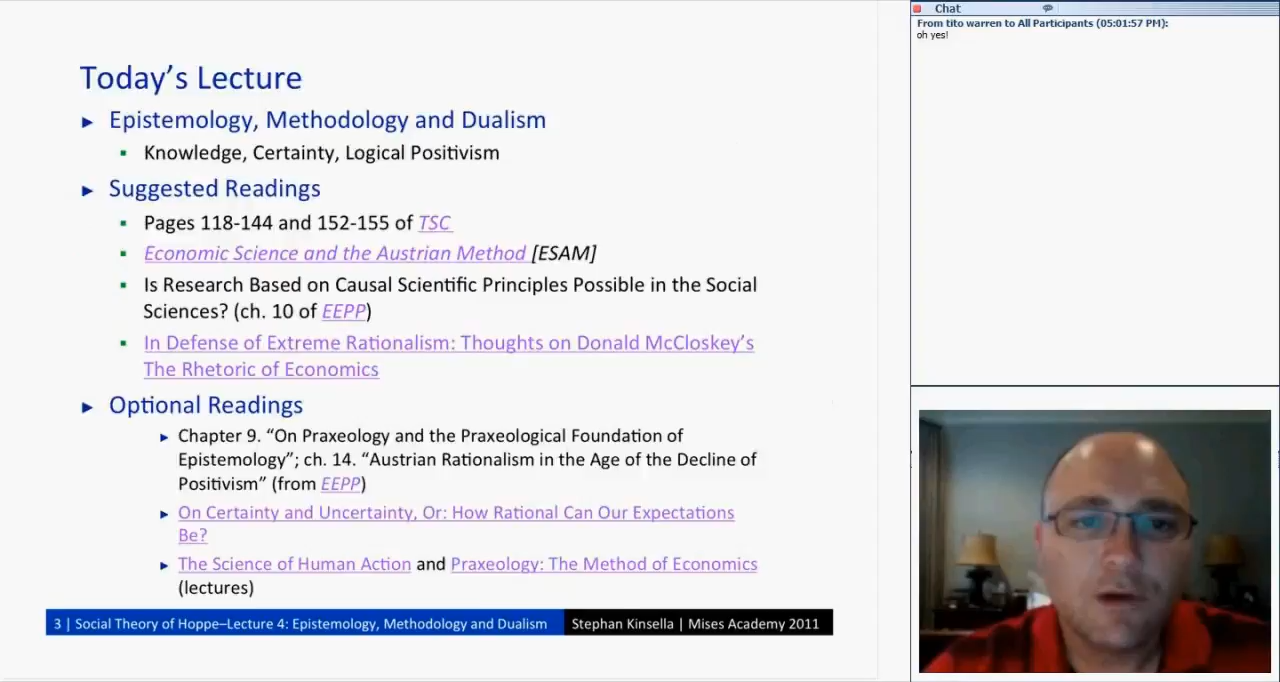 Today's Lecture
► Epistemology, Methodology and Dualism
▪ Knowledge, Certainty, Logical Positivism
► Suggested Readings
▪ Pages 118-144 and 152-155 of TSC
▪ Economic Science and the Austrian Method [ESAM]
▪ Is Research Based on Causal Scientific Principles Possible in the Social
Sciences? (ch. 10 of EEPP)
▪ In Defense of Extreme Rationalism: Thoughts on Donald McCloskey's
The Rhetoric of Economics
► Optional Readings
► Chapter 9. “On Praxeology and the Praxeological Foundation of
Epistemology”; ch. 14. “Austrian Rationalism in the Age of the Decline of
Positivism” (from EEPP)
► On Certainty and Uncertainty, Or: How Rational Can Our Expectations
Be?
► The Science of Human Action and Praxeology: The Method of Economics
(lectures)
3 | Social Theory of Hoppe–Lecture 4: Epistemology, Methodology and Dualism
Stephan Kinsella | Mises Academy 2011
Chat
From tito warren to All Participants (05:01:57 PM):
oh yes!